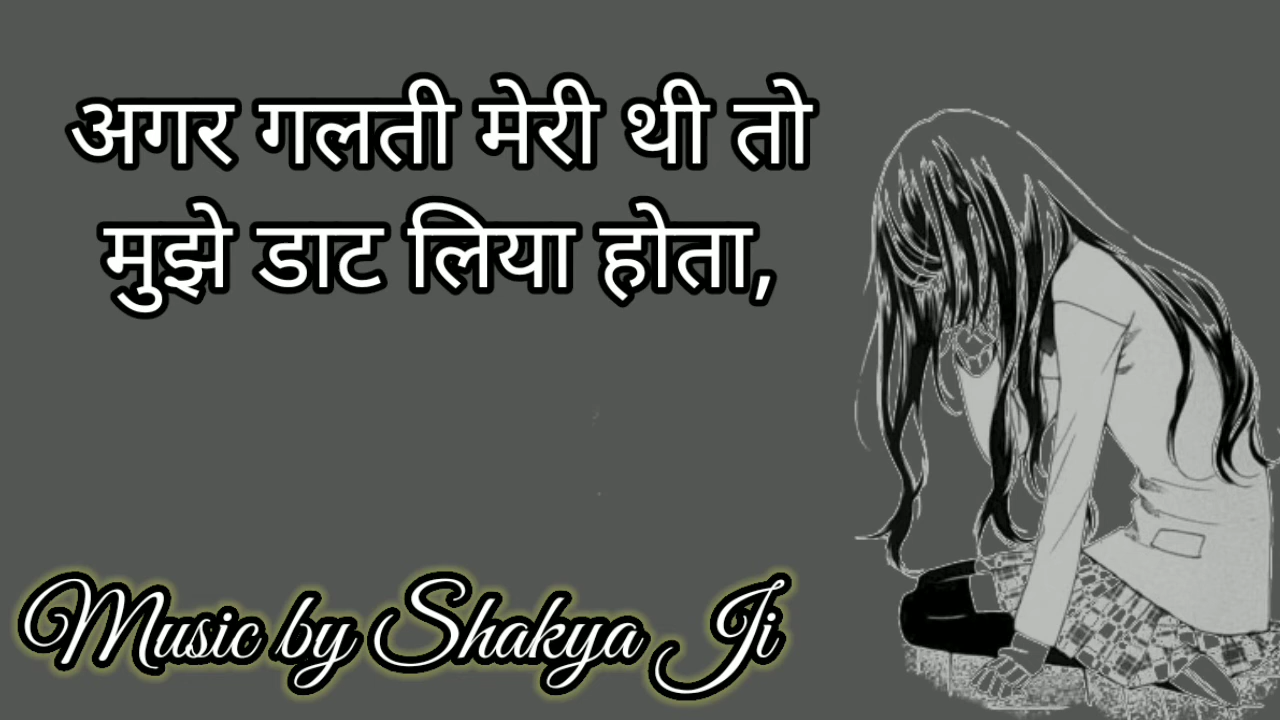 अगर गलती मेरी थी तो
मुझे डाट लिया होता,
Music by Shakya Ji